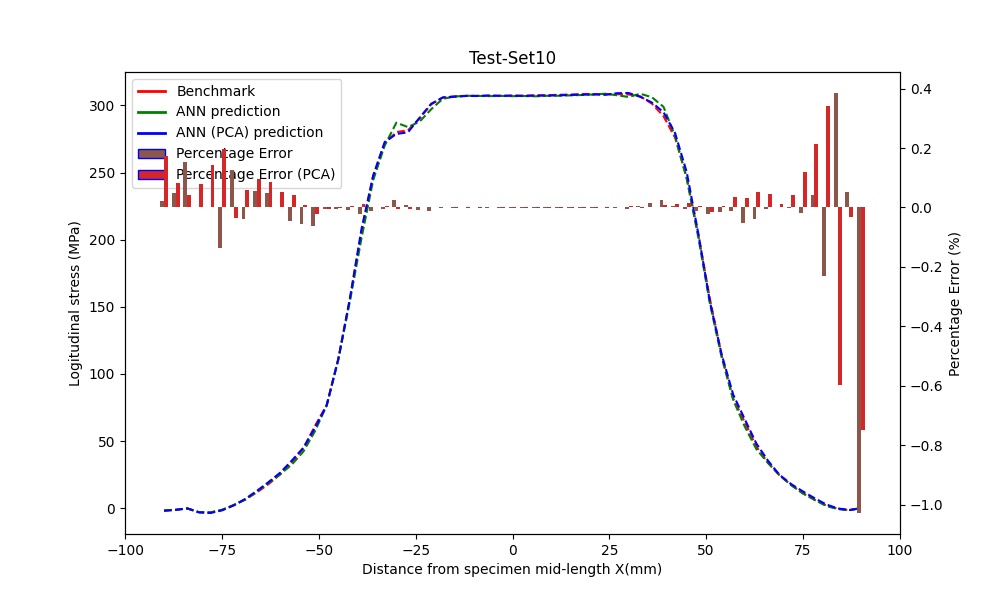 Test-Set10
Benchmark
ANN prediction
ANN (PCA) prediction
Percentage Error
Percentage Error (PCA)
Logitudinal stress (MPa)
300
250
200
150
100
50
0
0.4
0.2
0.0
−0.2
−0.4
−0.6
−0.8
−1.0
Percentage Error (%)
−100 −75 −50 −25 0 25 50 75 100
Distance from specimen mid-length X(mm)